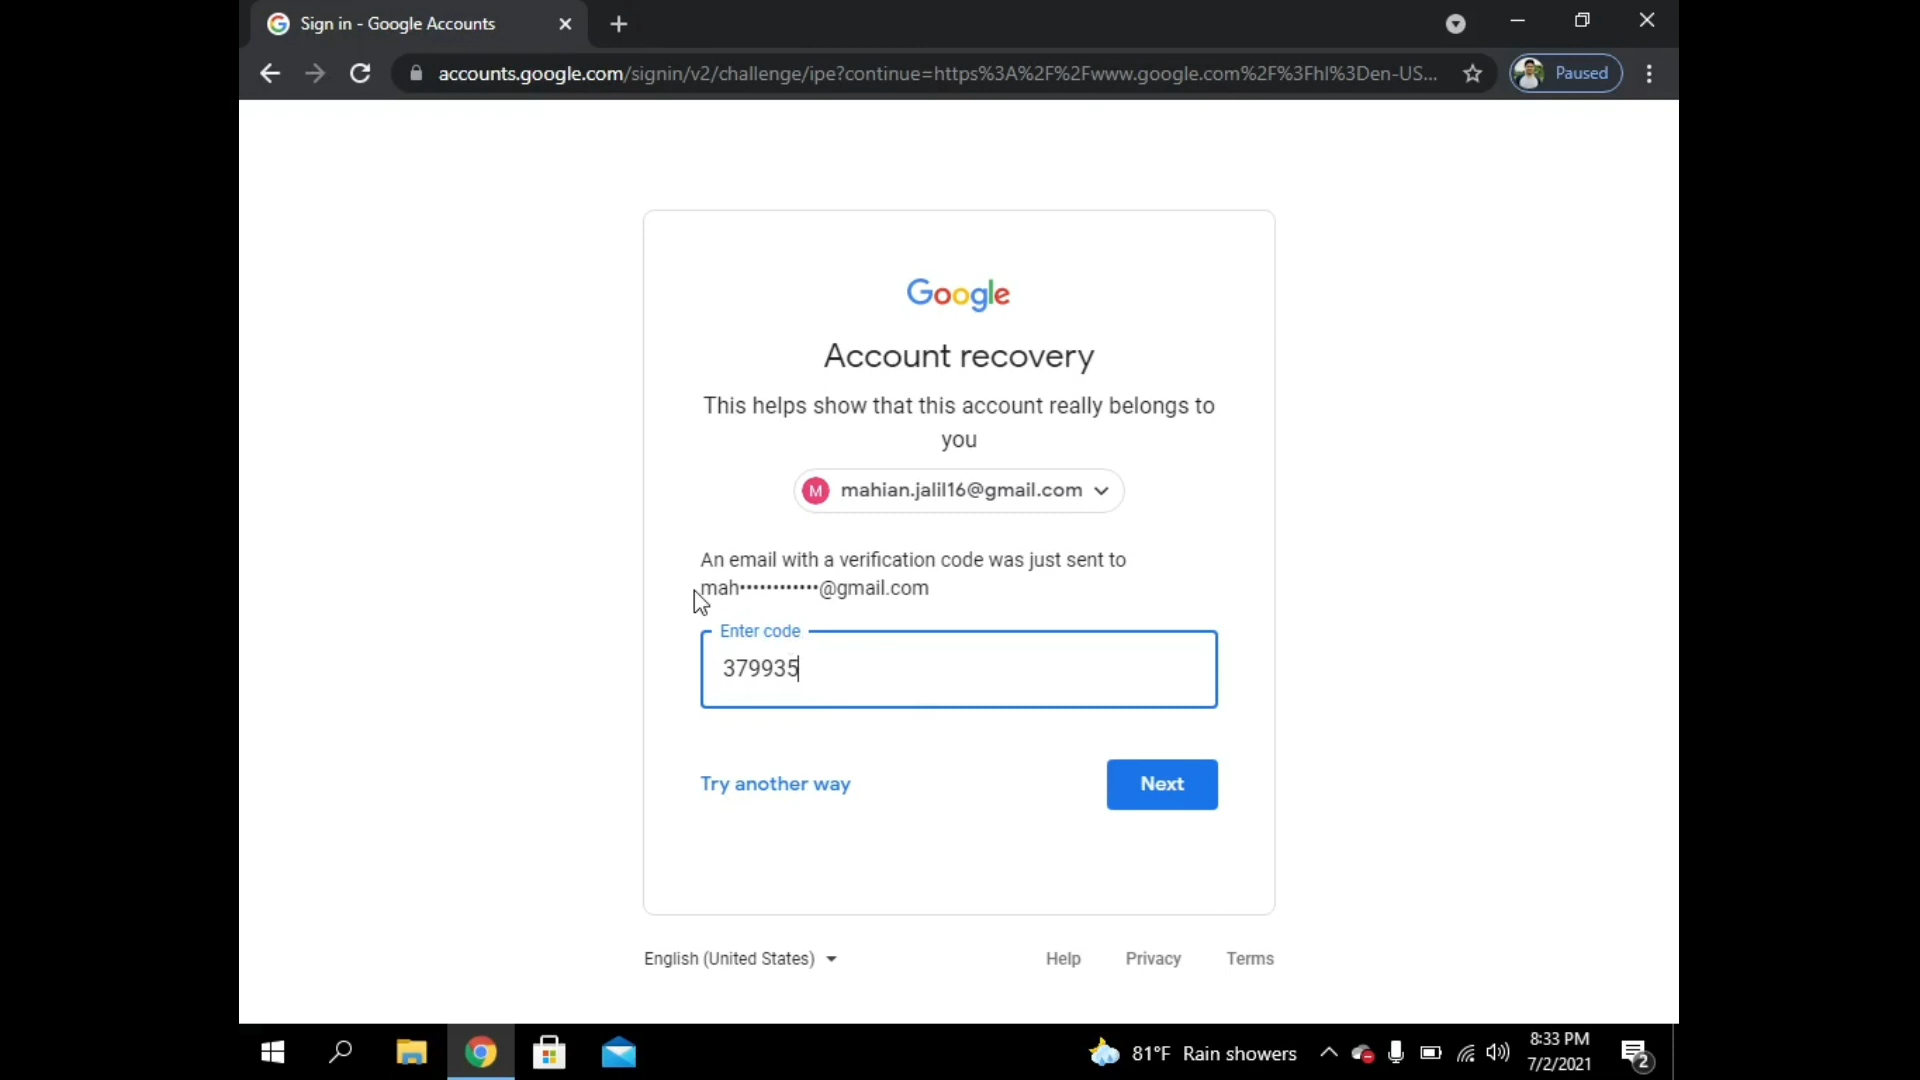 Sign in - Google Accounts
accounts.google.com/signin/v2/challenge/ipe?continue=https%3A%2F%2Fwww.google.com%2F%3Fhl%3Den-US...
Paused
Google
Account recovery
This helps show that this account really belongs to
you
M
mahian.jalil16@gmail.com
An email with a verification code was just sent to
mah••••••••••••@gmail.com
Enter code
379935
Try another way
Next
English (United States)
Help
Privacy
Terms
81°F Rain showers
8:33 PM
7/2/2021
2